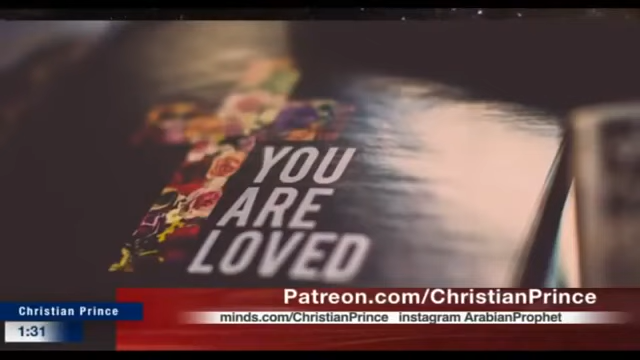 YOU
ARE
LOVED
Patreon.com/ChristianPrince
Christian Prince
minds.com/ChristianPrince instagram ArabianProphet
1:31